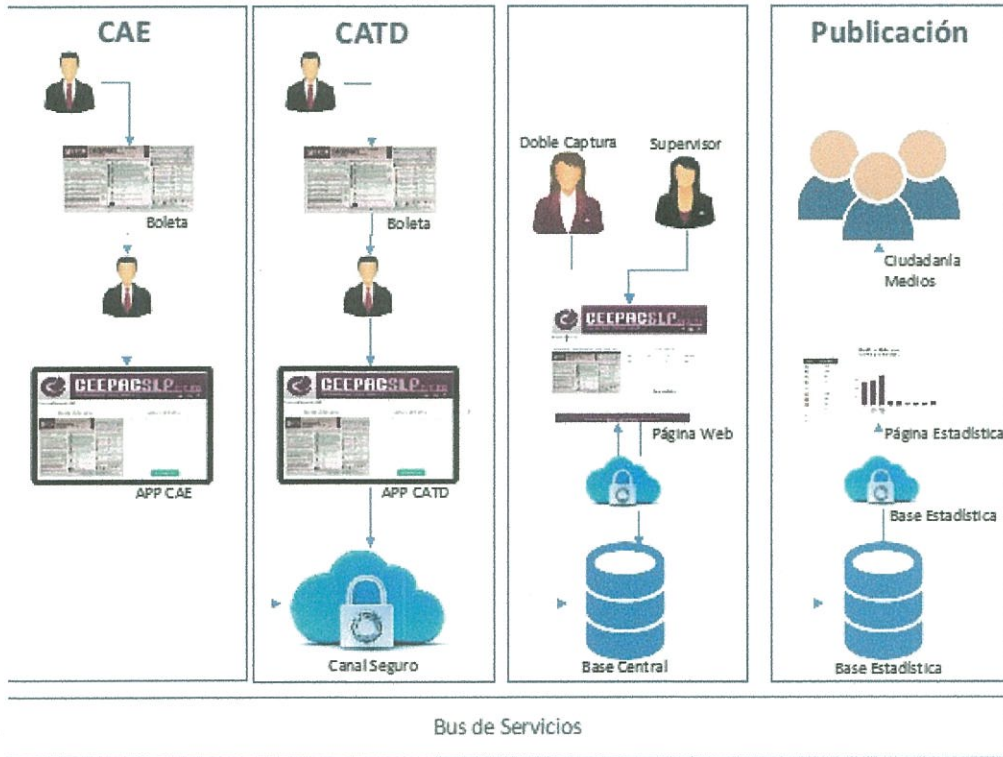 CAE
Boleta
CEEPACSLP
APP CAE
CATD
Boleta
CEEPACSLP
APP CATD
Canal Seguro
Doble Captura
Supervisor
CEEPACSLP
Página Web
Base Central
Publicación
Ciudadanía
Medios
Página Estadística
Base Estadística
Base Estadística
Bus de Servicios